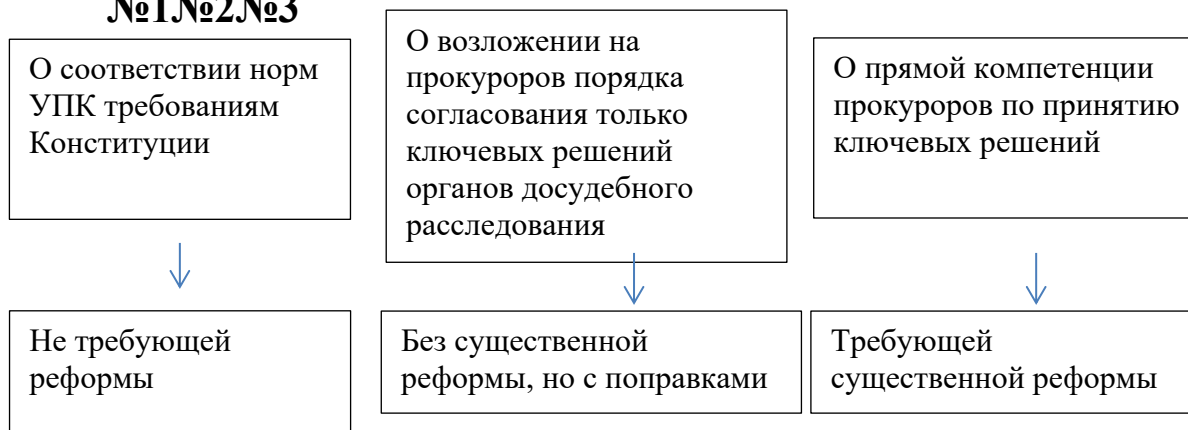 №1№2№3
О соответствии норм
УПК требованиям
Конституции
О возложении на
прокуроров порядка
согласования только
ключевых решений
органов досудебного
расследования
О прямой компетенции
прокуроров по принятию
ключевых решений
Не требующей
реформы
Без существенной
реформы, но с поправками
Требующей
существенной реформы